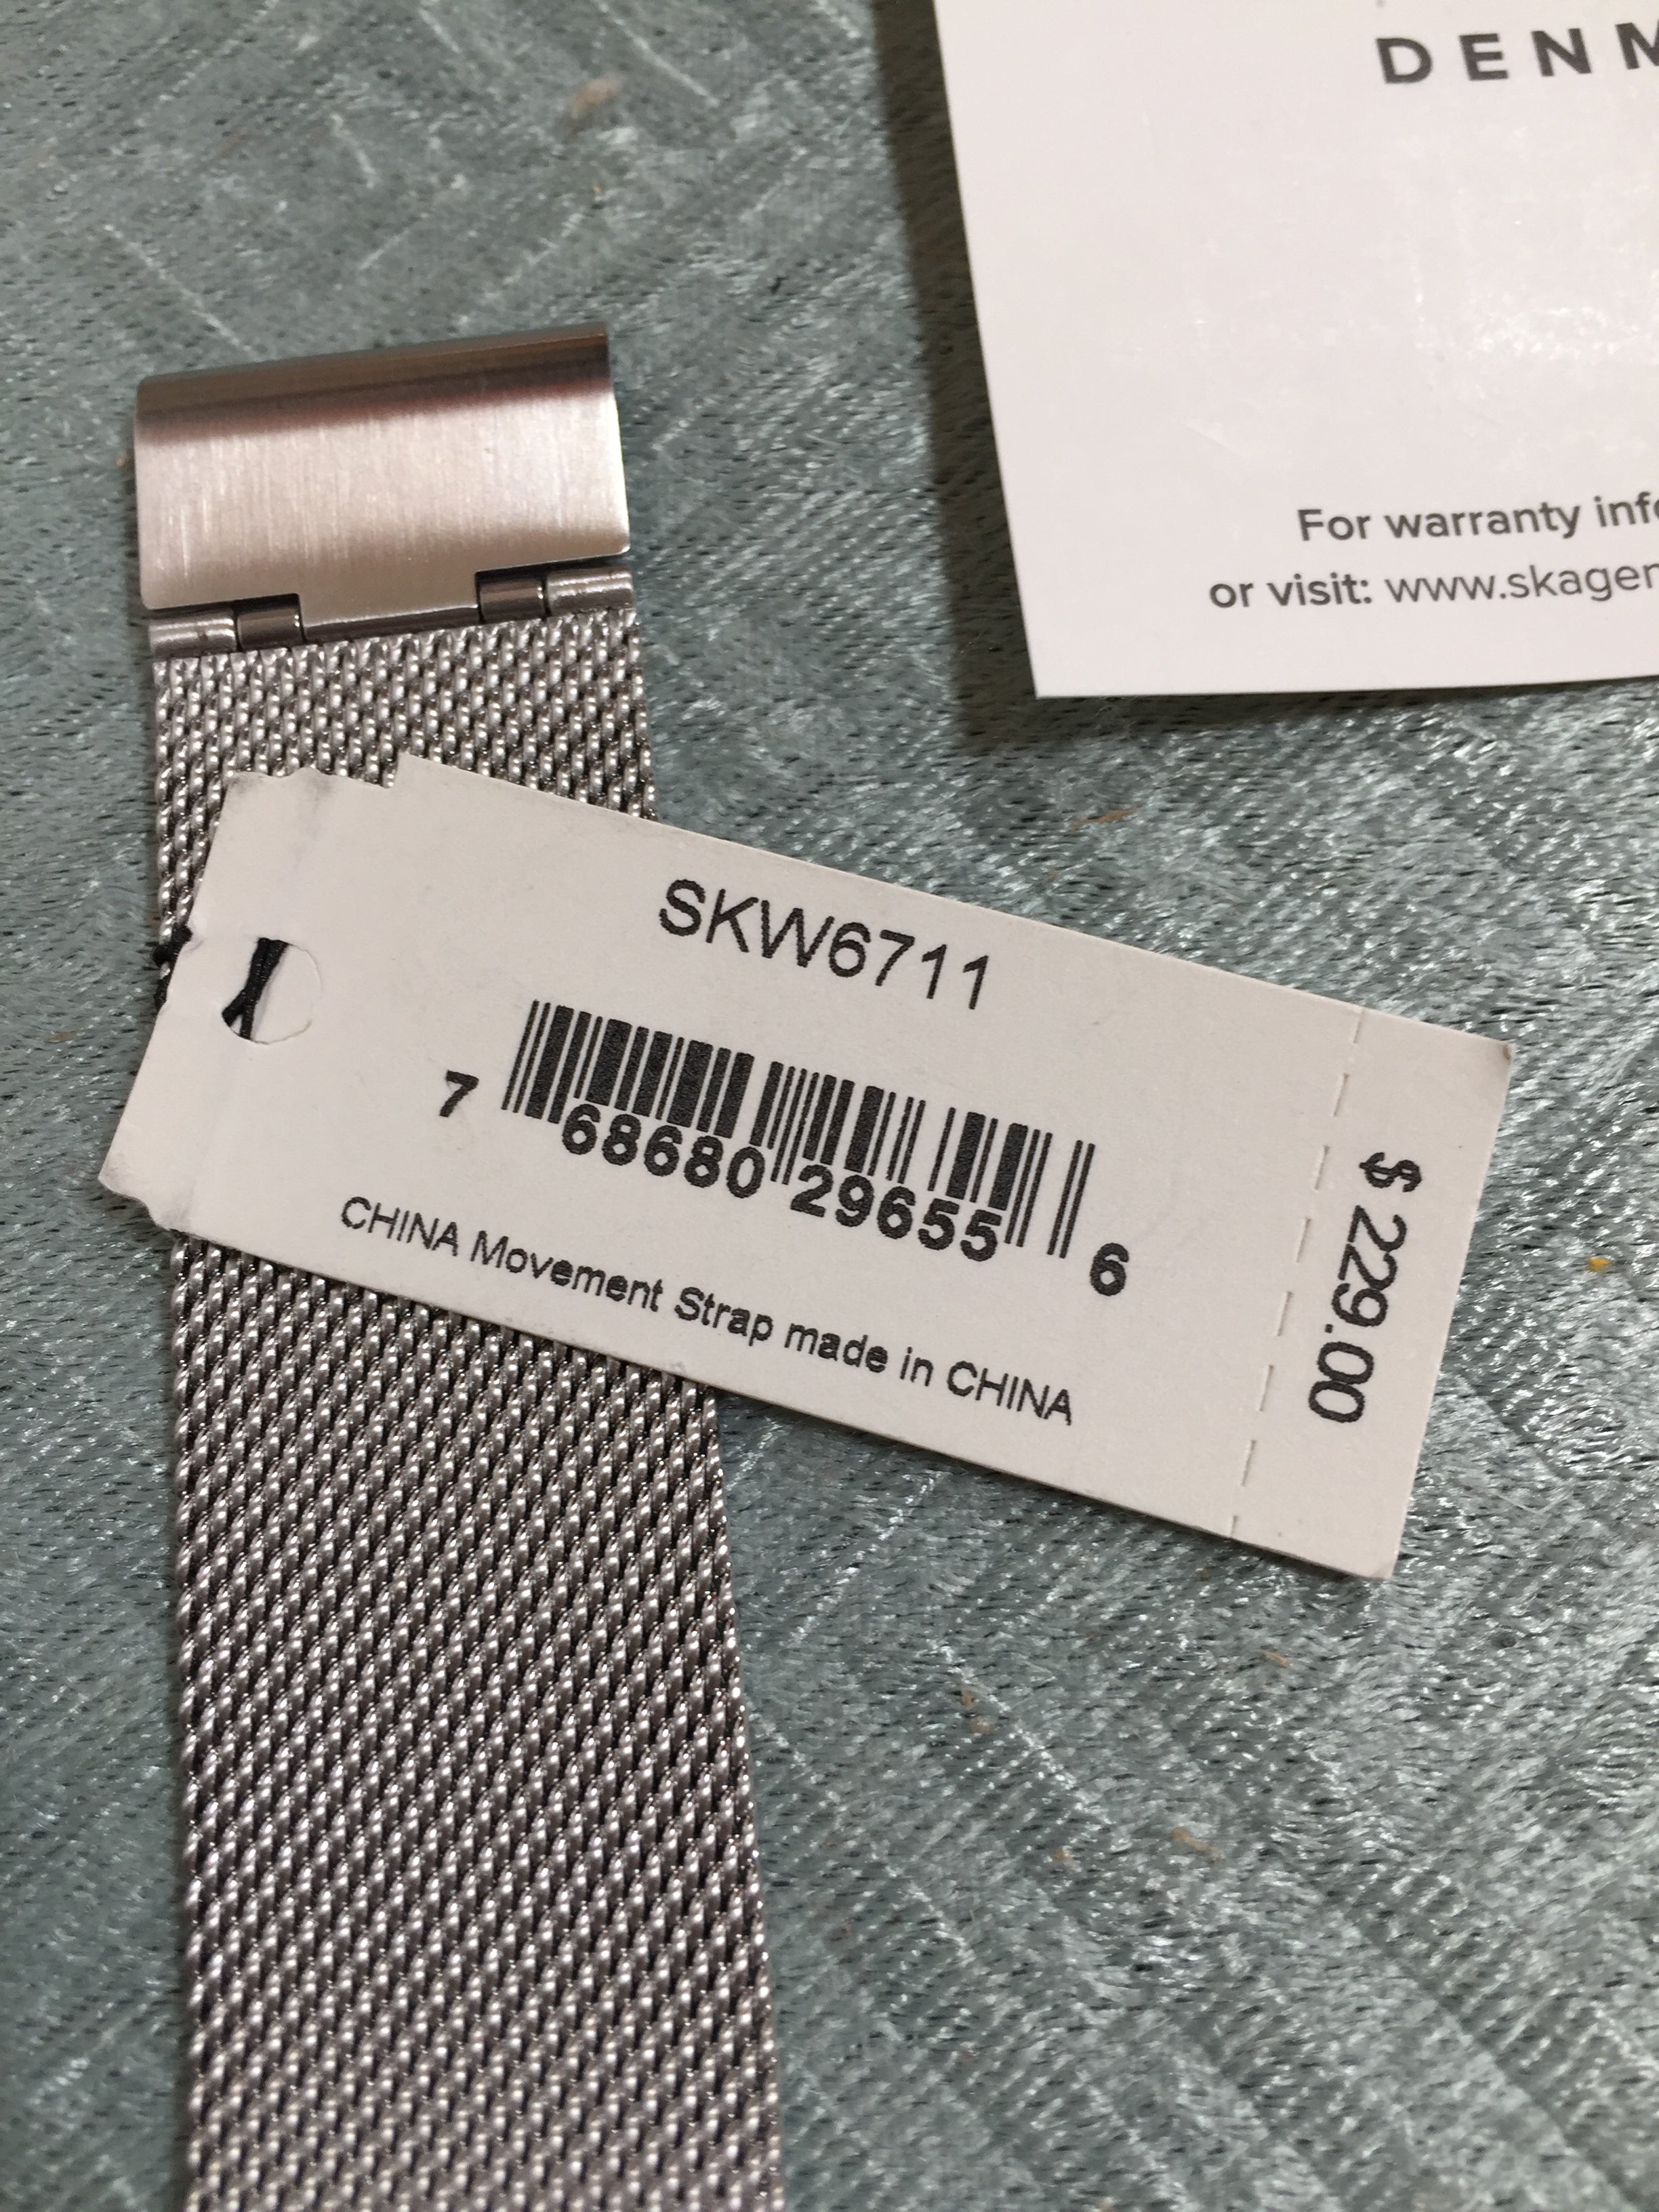 DENM
For warranty info
or visit: www.skagen
SKW6711
7 68680 29655 6
CHINA Movement Strap made in CHINA
$ 229.00